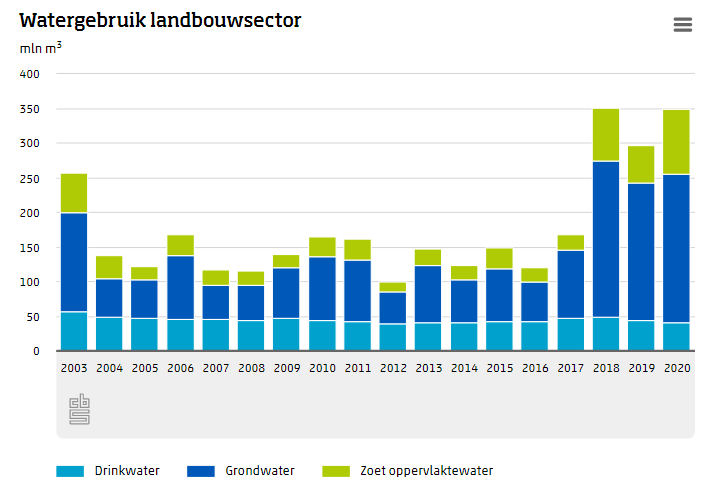 Watergebruik landbouwsector
mln m³
400
350
300
250
200
150
100
50
0
2003 2004 2005 2006 2007 2008 2009 2010 2011 2012 2013 2014 2015 2016 2017 2018 2019 2020
cbs
Drinkwater Grondwater Zoet oppervlaktewater